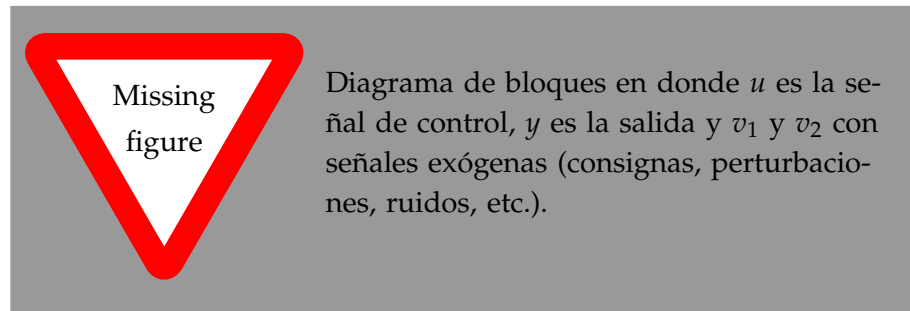 Missing
figure
Diagrama de bloques en donde u es la se-
ñal de control, y es la salida y v₁ y v₂ con
señales exógenas (consignas, perturbacio-
nes, ruidos, etc.).